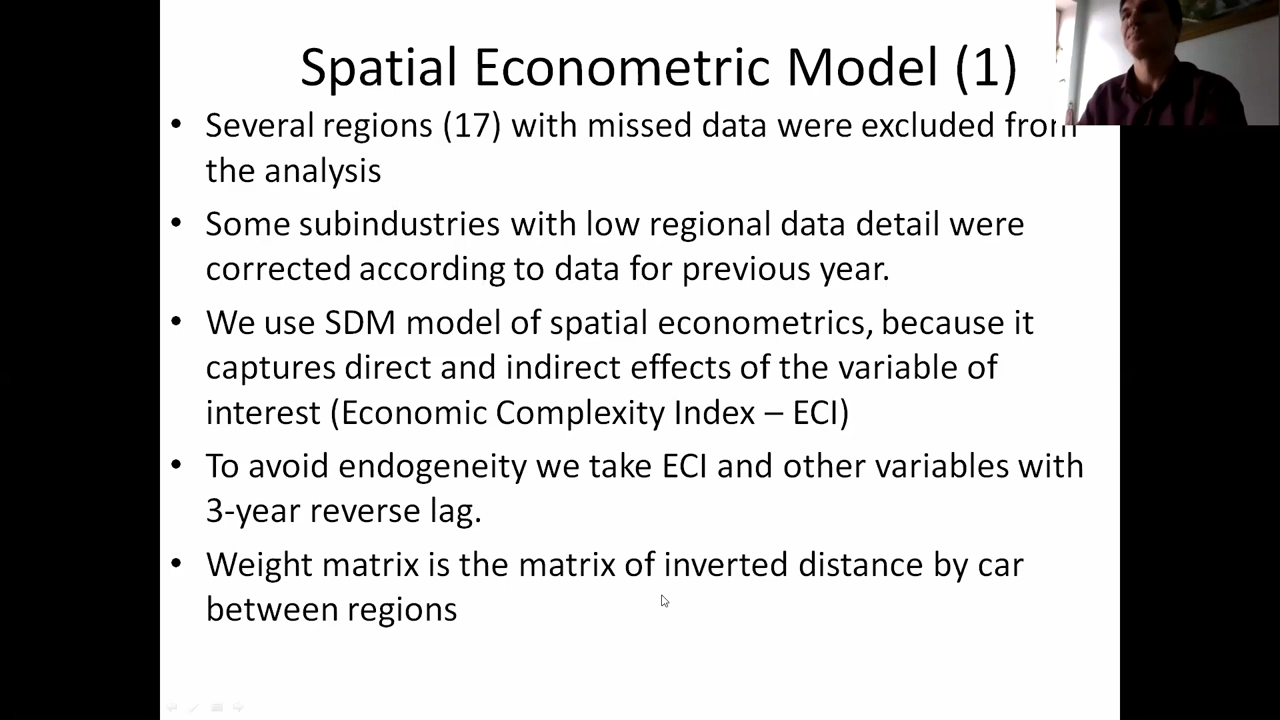 Spatial Econometric Model (1)
• Several regions (17) with missed data were excluded from
the analysis
• Some subindustries with low regional data detail were
corrected according to data for previous year.
• We use SDM model of spatial econometrics, because it
captures direct and indirect effects of the variable of
interest (Economic Complexity Index – ECI)
• To avoid endogeneity we take ECI and other variables with
3-year reverse lag.
• Weight matrix is the matrix of inverted distance by car
between regions